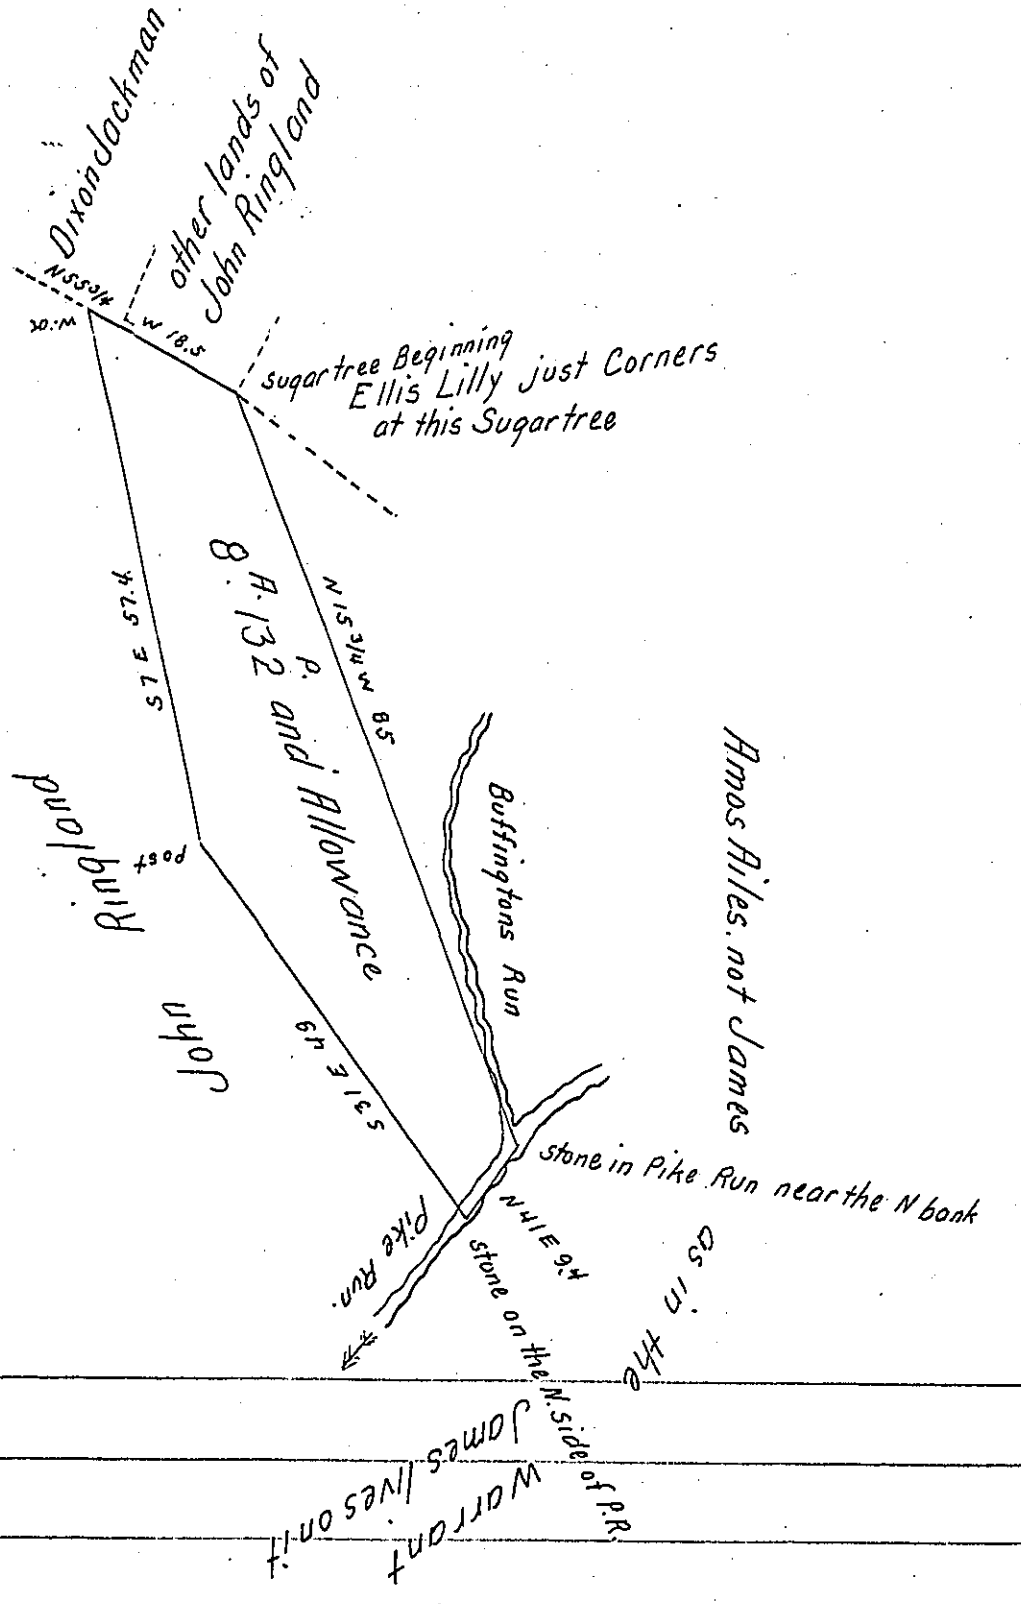 Dixon Jackman
other lands of
John Ringland
N 55 3/4
W 18.5
w:oz
sugartree Beginning
Ellis Lilly just Corners
at this Sugartree
S 7 E 57.4
N 15 3/4 W 85
8. A. 132 P. and Allowance
post
John Ringland
Buffingtons Run
Amos Ailes. not James
S 31 E 49
stone in Pike Run near the N bank
N 41 E 9.4
Pike Run.
stone on the N. side of P.R.
as in the
Warrant
James lives on it